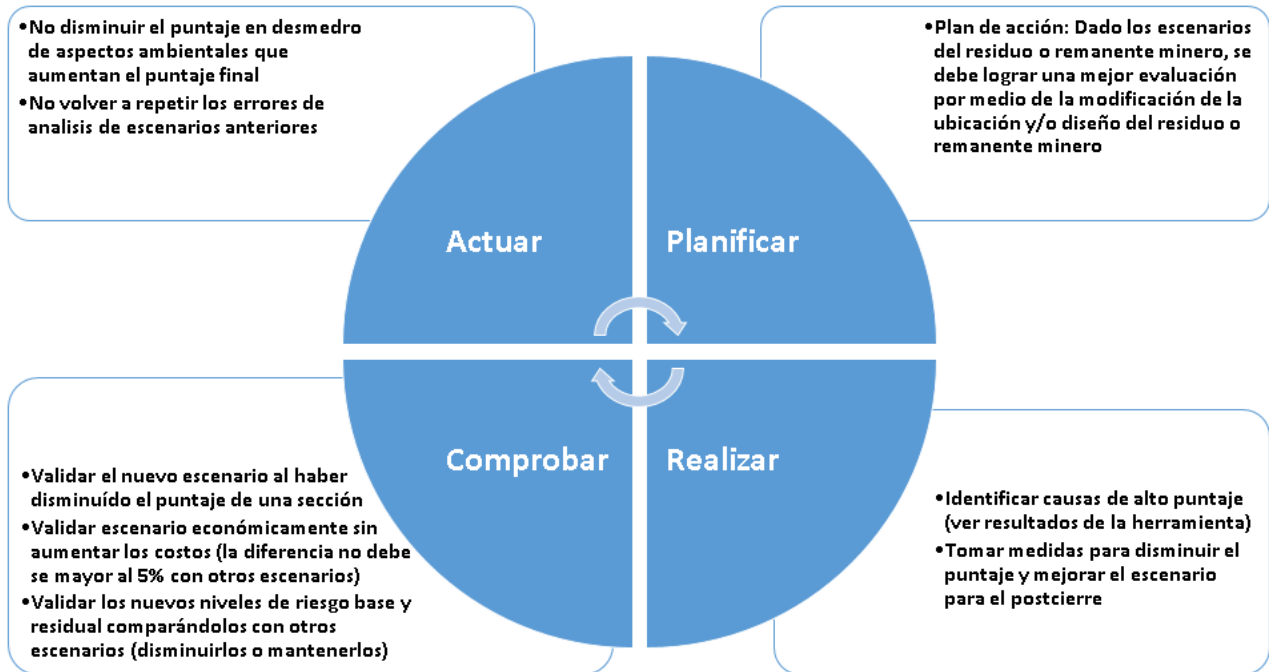 •No disminuir el puntaje en desmedro
de aspectos ambientales que
aumentan el puntaje final
•No volver a repetir los errores de
analisis de escenarios anteriores
•Plan de acción: Dado los escenarios
del residuo o remanente minero, se
debe lograr una mejor evaluación
por medio de la modificación de la
ubicación y/o diseño del residuo o
remanente minero
Actuar
Planificar
Comprobar
Realizar
•Validar el nuevo escenario al haber
disminuído el puntaje de una sección
•Validar escenario económicamente sin
aumentar los costos (la diferencia no debe
se mayor al 5% con otros escenarios)
•Validar los nuevos niveles de riesgo base y
residual comparándolos con otros
escenarios (disminuirlos o mantenerlos)
•Identificar causas de alto puntaje
(ver resultados de la herramienta)
•Tomar medidas para disminuir el
puntaje y mejorar el escenario
para el postcierre